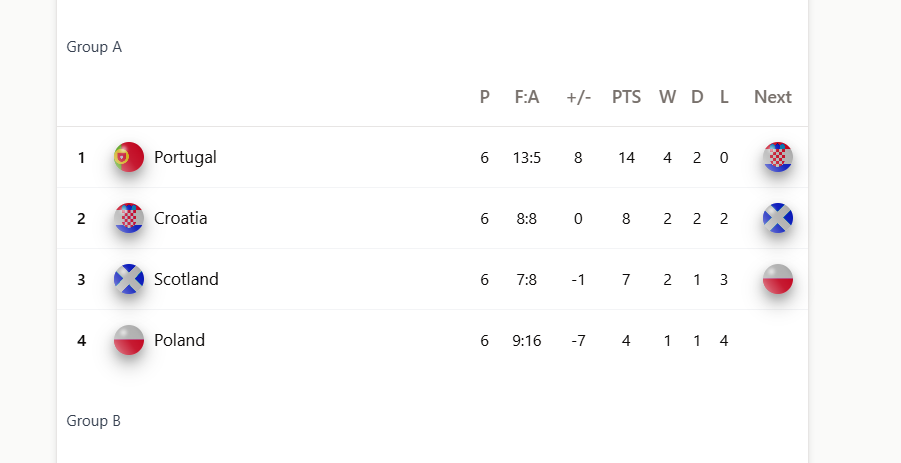 Group A
P F:A +/- PTS W D L Next
1 Portugal 6 13:5 8 14 4 2 0
2 Croatia 6 8:8 0 8 2 2 2
3 Scotland 6 7:8 -1 7 2 1 3
4 Poland 6 9:16 -7 4 1 1 4
Group B